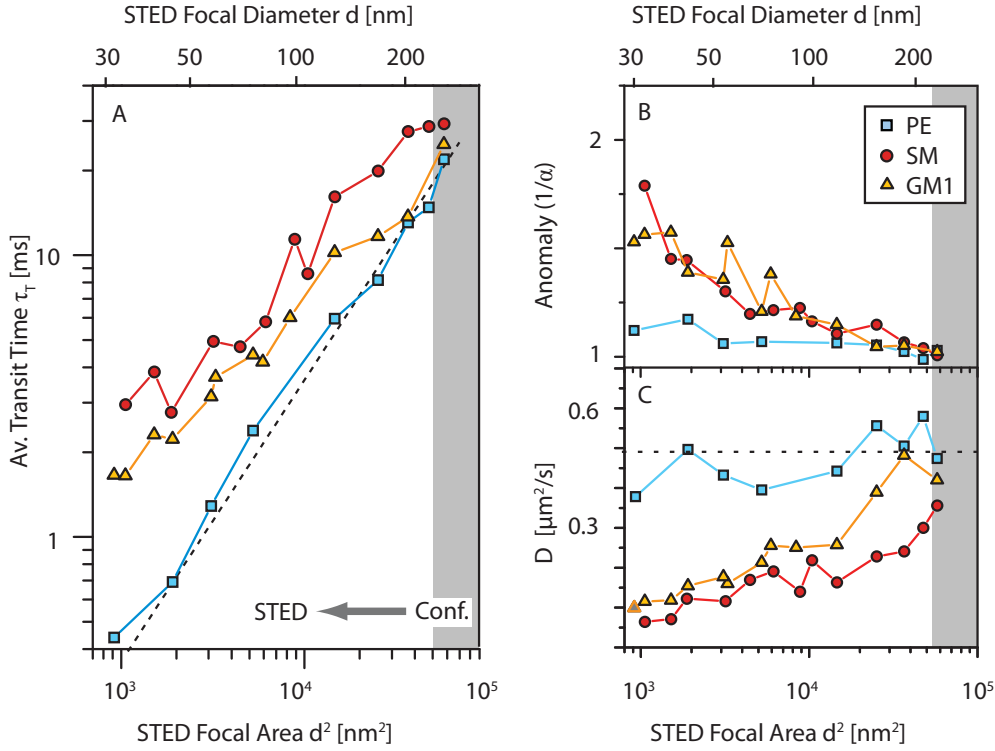 STED Focal Diameter d [nm]
30 50 100 200
A
10
1
Av. Transit Time τT [ms]
STED Conf.
10³ 10⁴ 10⁵
STED Focal Area d² [nm²]
STED Focal Diameter d [nm]
30 50 100 200
B
PE
SM
GM1
2
1
Anomaly (1/α)
C
0.6
0.3
D [µm²/s]
10³ 10⁴ 10⁵
STED Focal Area d² [nm²]